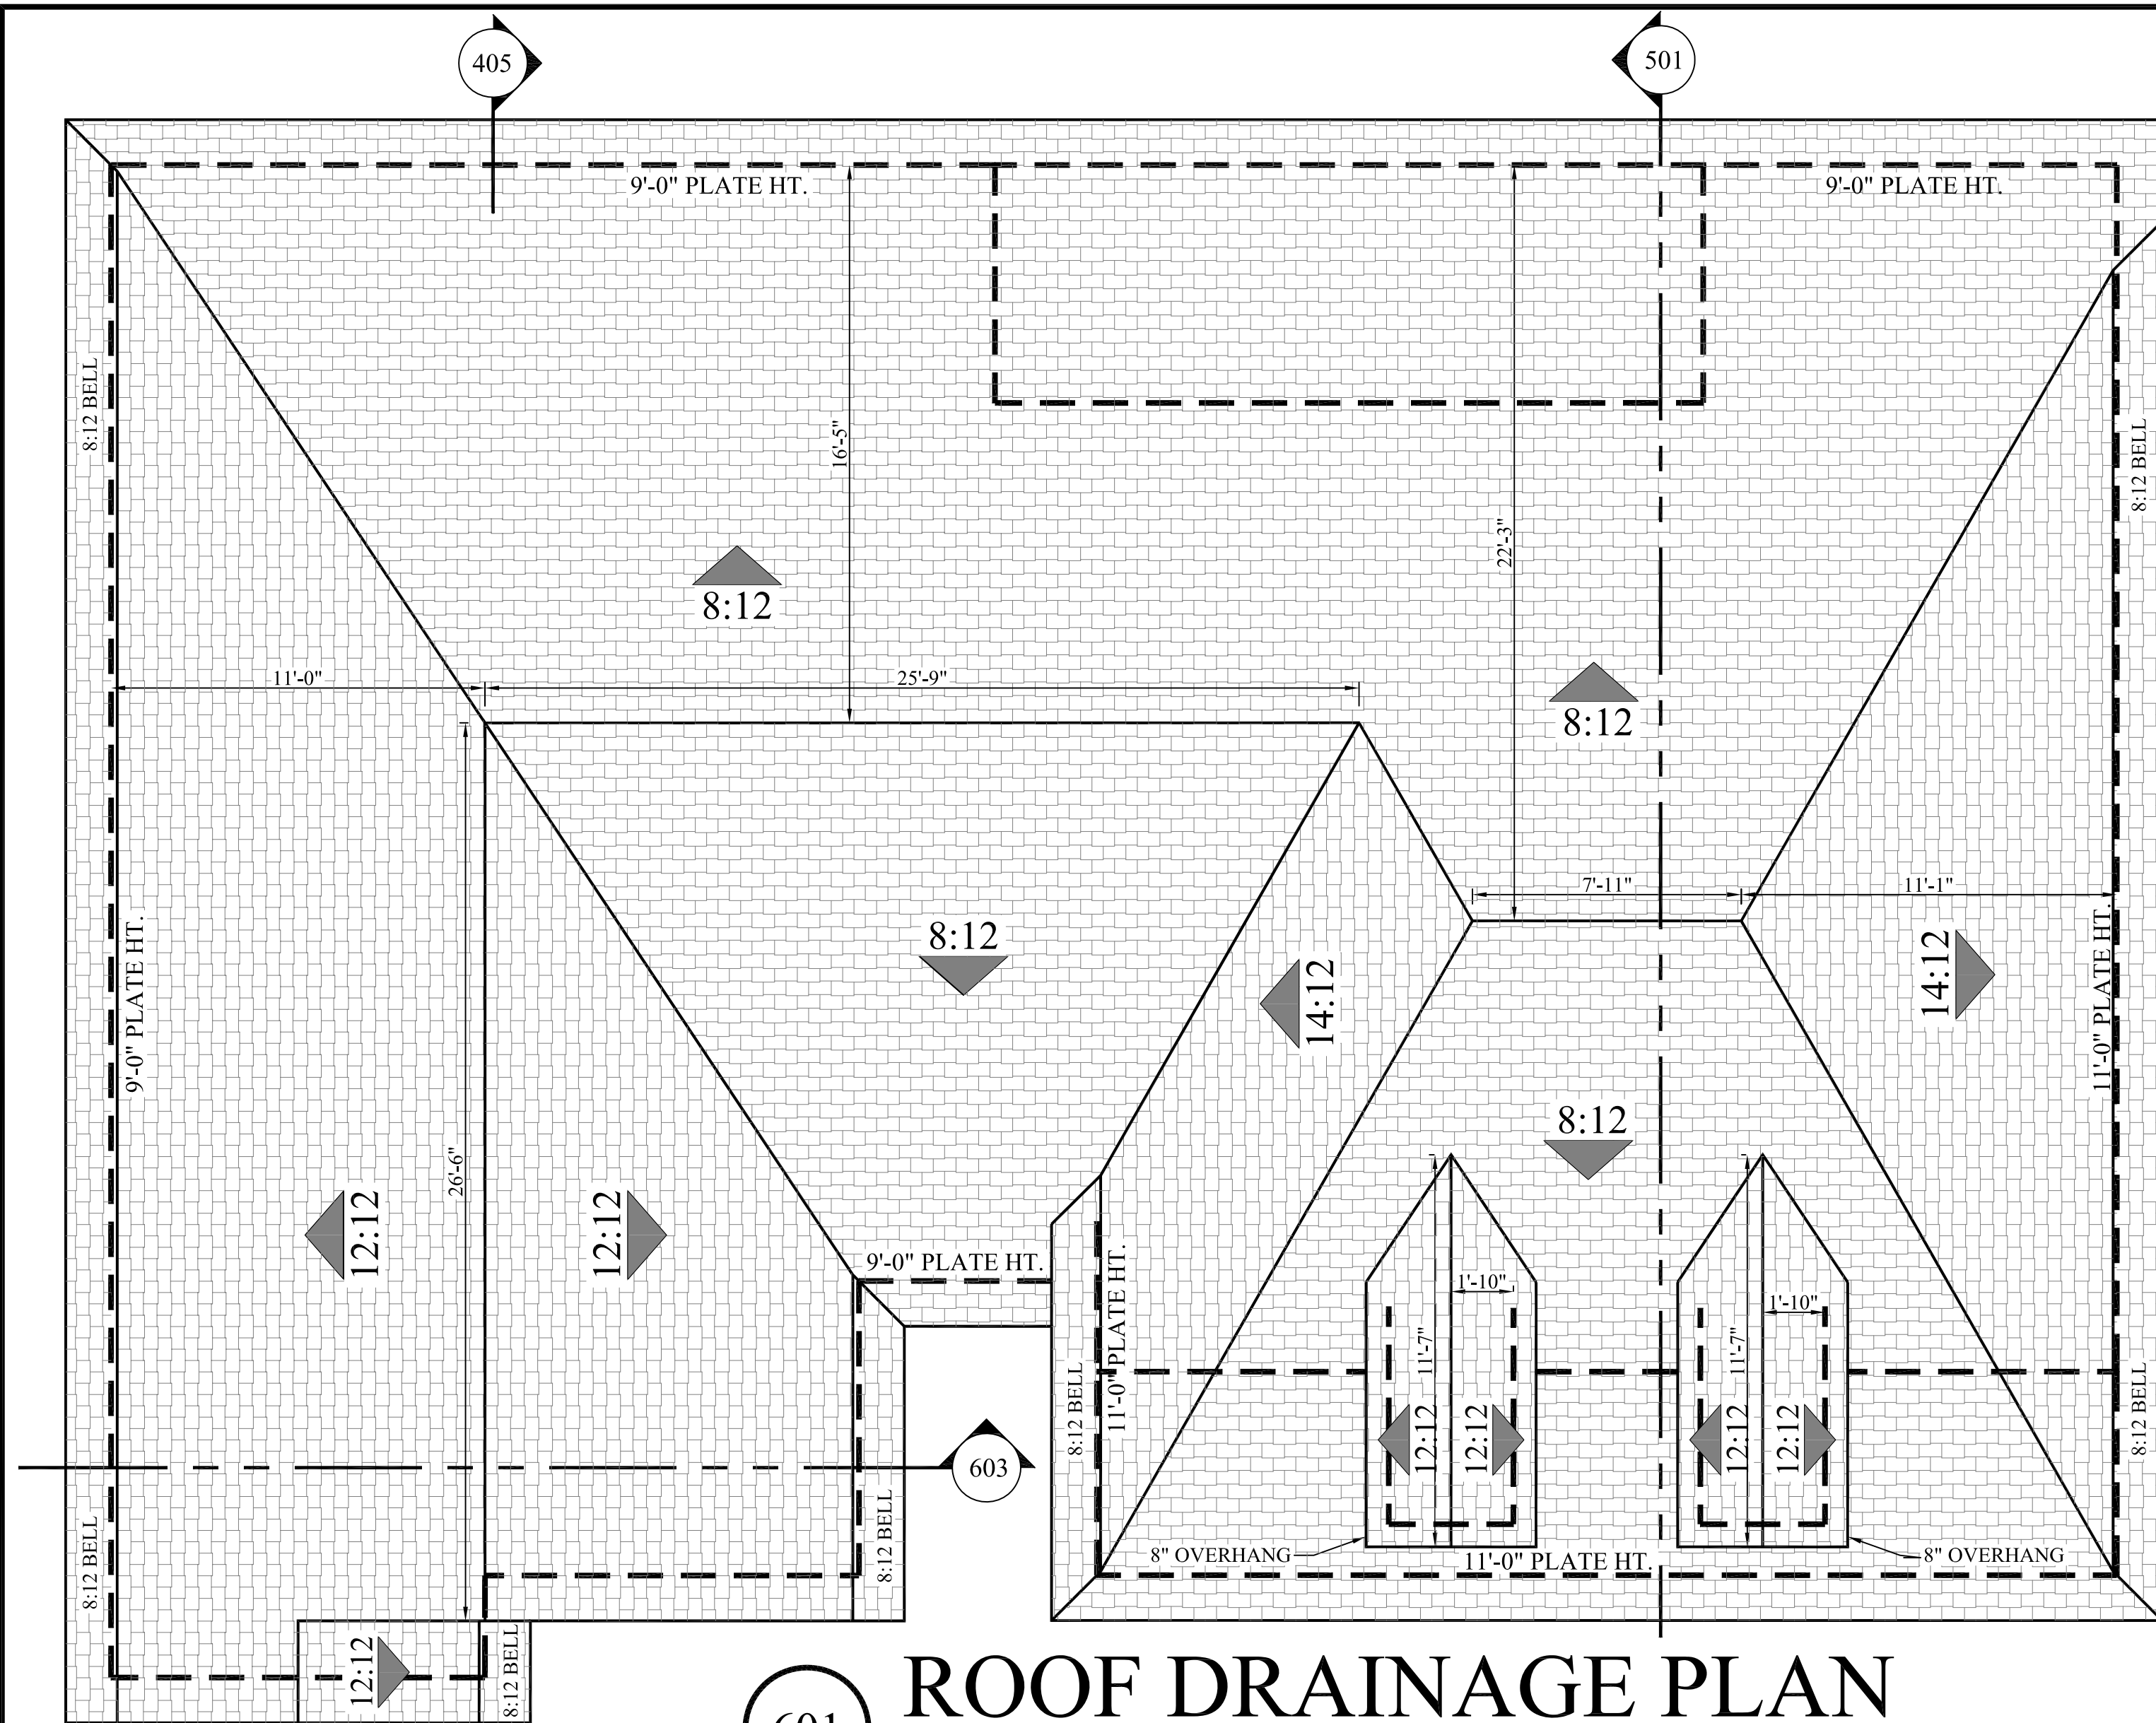 405
501
9'-0" PLATE HT.
9'-0" PLATE HT.
8:12 BELL
16'-5"
8:12 BELL
22'-3"
8:12
11'-0"
25'-9"
8:12
7'-11"
11'-1"
8:12
14:12
14:12
9'-0" PLATE HT.
11'-0" PLATE HT.
26'-6"
8:12
12:12
12:12
9'-0" PLATE HT.
11'-0" PLATE HT.
1'-10"
1'-10"
11'-7"
11'-7"
8:12 BELL
8:12 BELL
12:12
12:12
12:12
12:12
603
8:12 BELL
8:12 BELL
8" OVERHANG
11'-0" PLATE HT.
8" OVERHANG
12:12
8:12 BELL
601
ROOF DRAINAGE PLAN